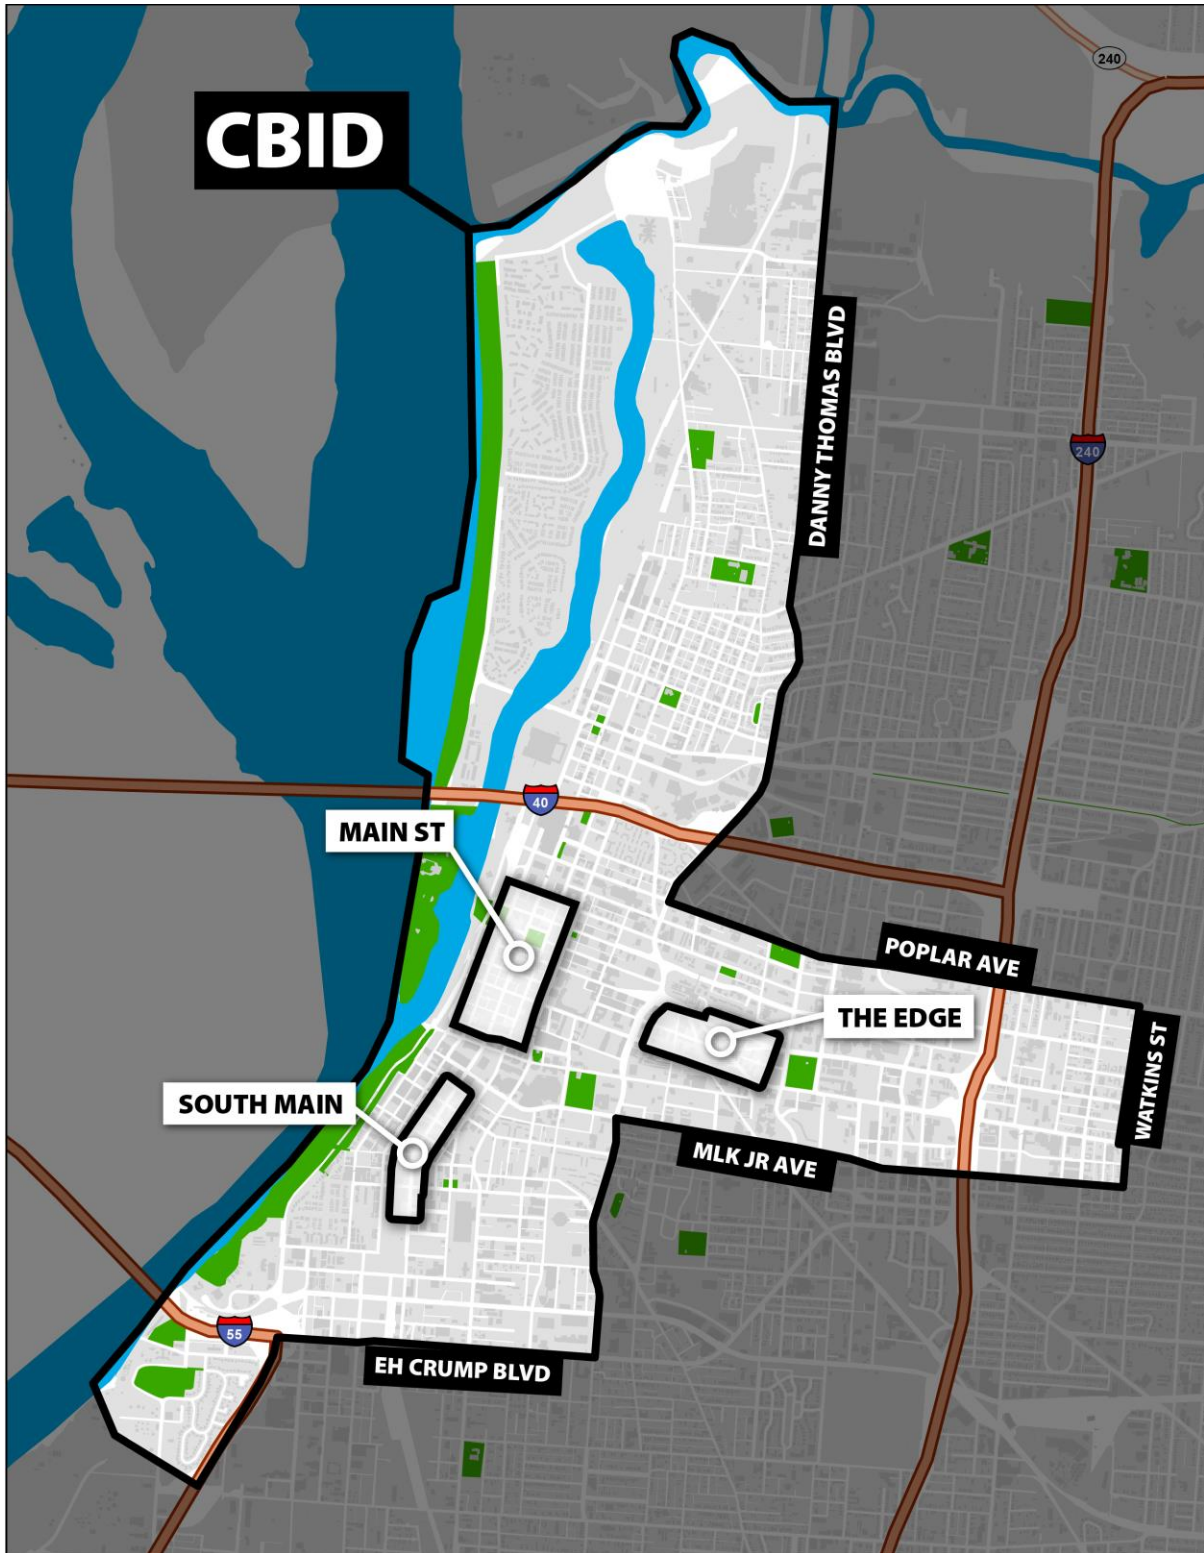 240
CBID
DANNY THOMAS BLVD
240
40
MAIN ST
POPLAR AVE
THE EDGE
WATKINS ST
SOUTH MAIN
MLK JR AVE
55
EH CRUMP BLVD